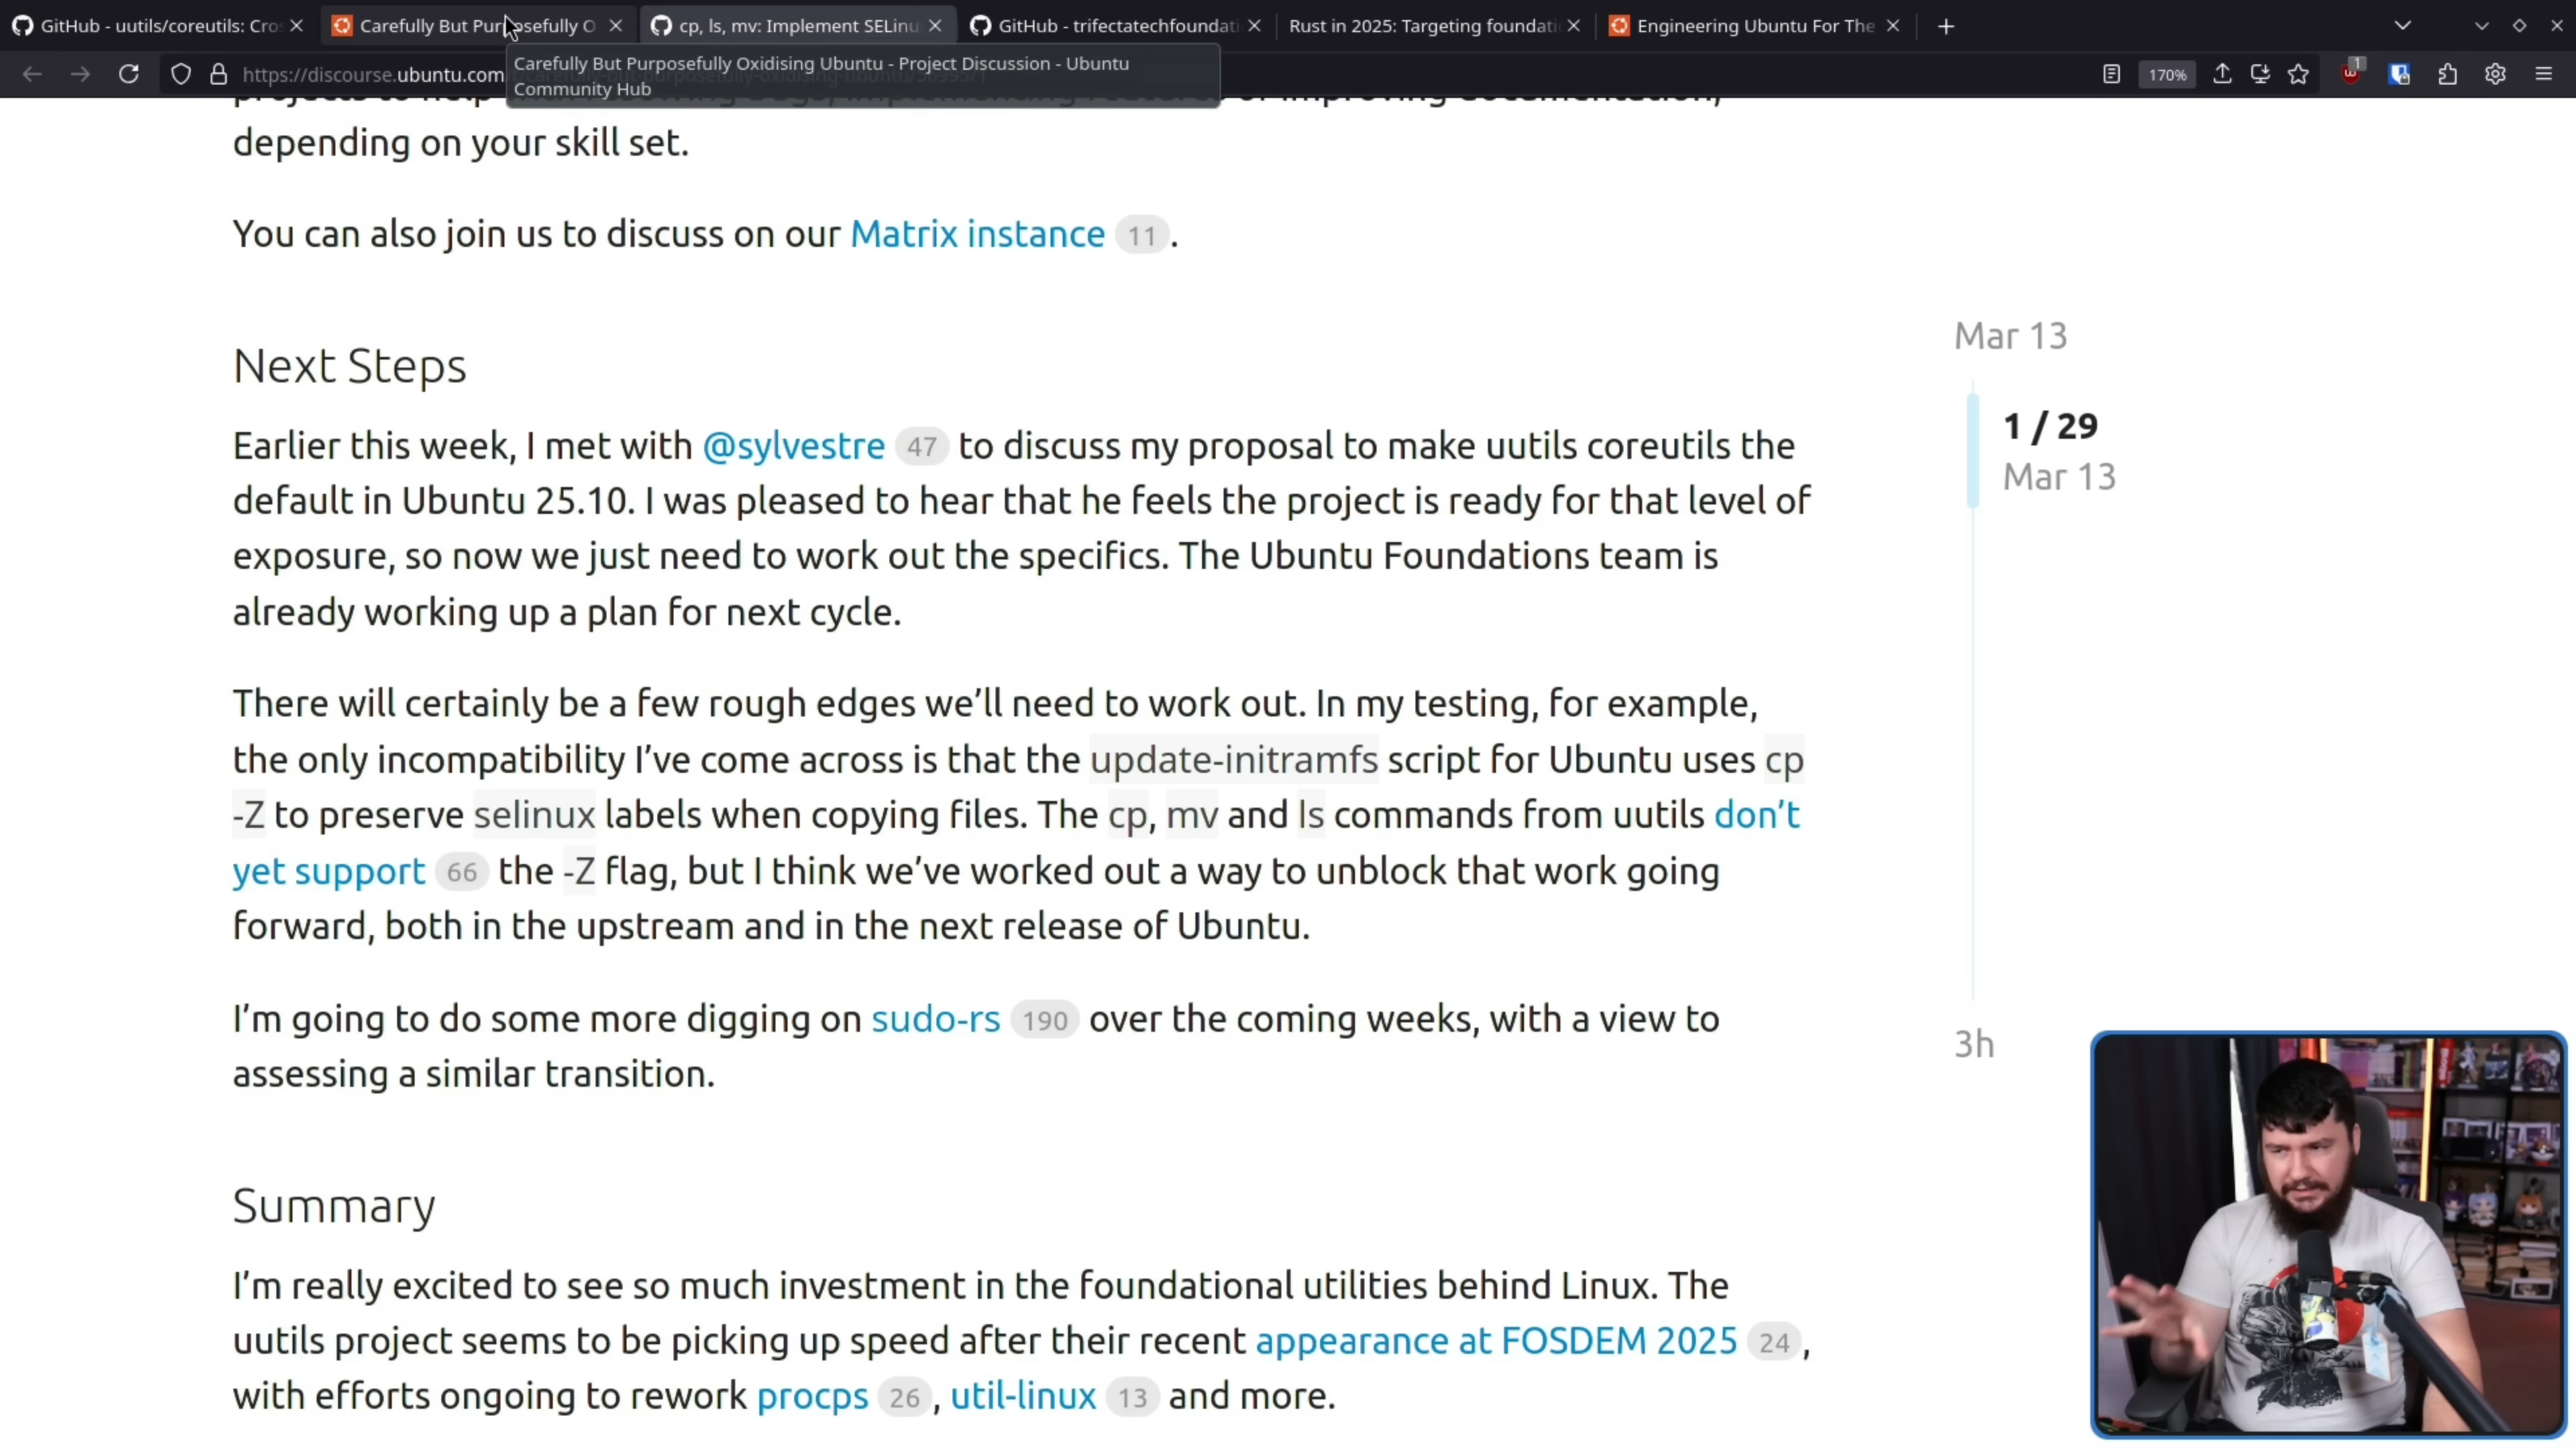 GitHub - uutils/coreutils: Cros
Carefully But Purposefully O
cp, ls, mv: Implement SELinu
GitHub - trifectatechfoundati
Rust in 2025: Targeting foundati
Engineering Ubuntu For The
https://discourse.ubuntu.com
170%
1
Carefully But Purposefully Oxidising Ubuntu - Project Discussion - Ubuntu
Community Hub
depending on your skill set.
You can also join us to discuss on our Matrix instance 11 .
Next Steps
Earlier this week, I met with @sylvestre 47 to discuss my proposal to make uutils coreutils the
default in Ubuntu 25.10. I was pleased to hear that he feels the project is ready for that level of
exposure, so now we just need to work out the specifics. The Ubuntu Foundations team is
already working up a plan for next cycle.
There will certainly be a few rough edges we’ll need to work out. In my testing, for example,
the only incompatibility I’ve come across is that the update-initramfs script for Ubuntu uses cp
-Z to preserve selinux labels when copying files. The cp, mv and ls commands from uutils don’t
yet support 66 the -Z flag, but I think we’ve worked out a way to unblock that work going
forward, both in the upstream and in the next release of Ubuntu.
I’m going to do some more digging on sudo-rs 190 over the coming weeks, with a view to
assessing a similar transition.
Summary
I’m really excited to see so much investment in the foundational utilities behind Linux. The
uutils project seems to be picking up speed after their recent appearance at FOSDEM 2025 24 ,
with efforts ongoing to rework procps 26 , util-linux 13 and more.
Mar 13
1 / 29
Mar 13
3h